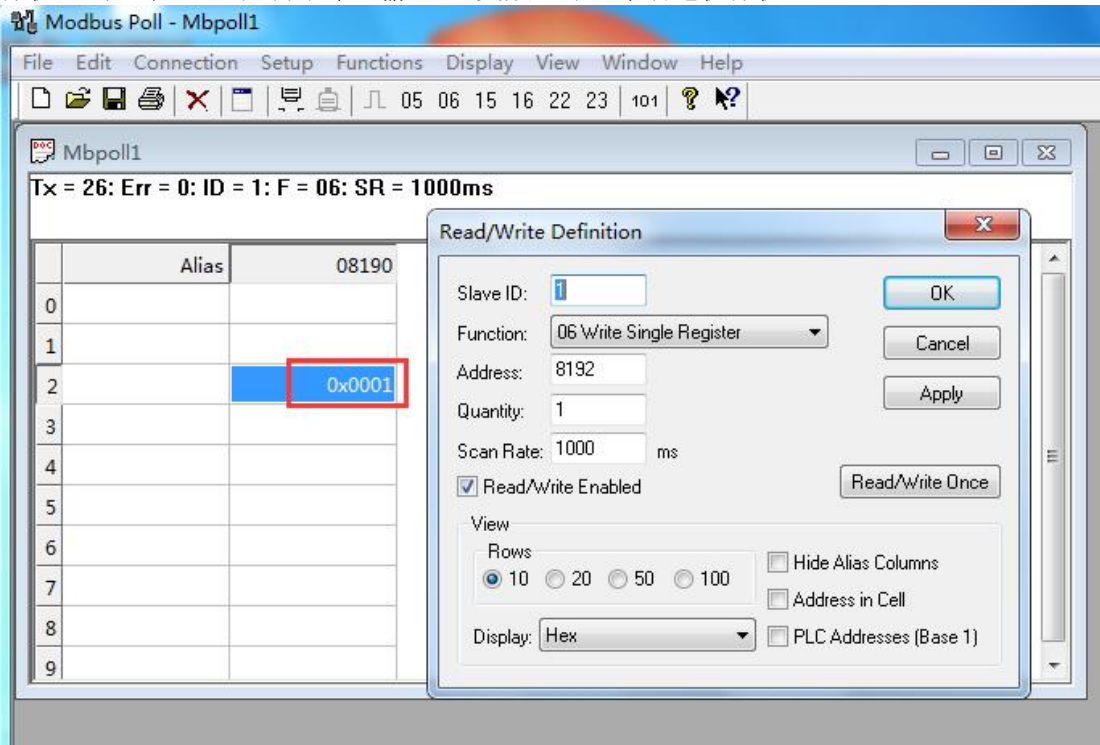 Modbus Poll - Mbpoll1
File Edit Connection Setup Functions Display View Window Help
05 06 15 16 22 23 101
Mbpoll1
Tx = 26: Err = 0: ID = 1: F = 06: SR = 1000ms
Alias 08190
0
1
2 0x0001
3
4
5
6
7
8
9
Read/Write Definition
Slave ID: 1 OK
Function: 06 Write Single Register Cancel
Address: 8192
Quantity: 1 Apply
Scan Rate: 1000 ms
Read/Write Enabled Read/Write Once
View
Rows
10 20 50 100 Hide Alias Columns
Address in Cell
Display: Hex PLC Addresses (Base 1)